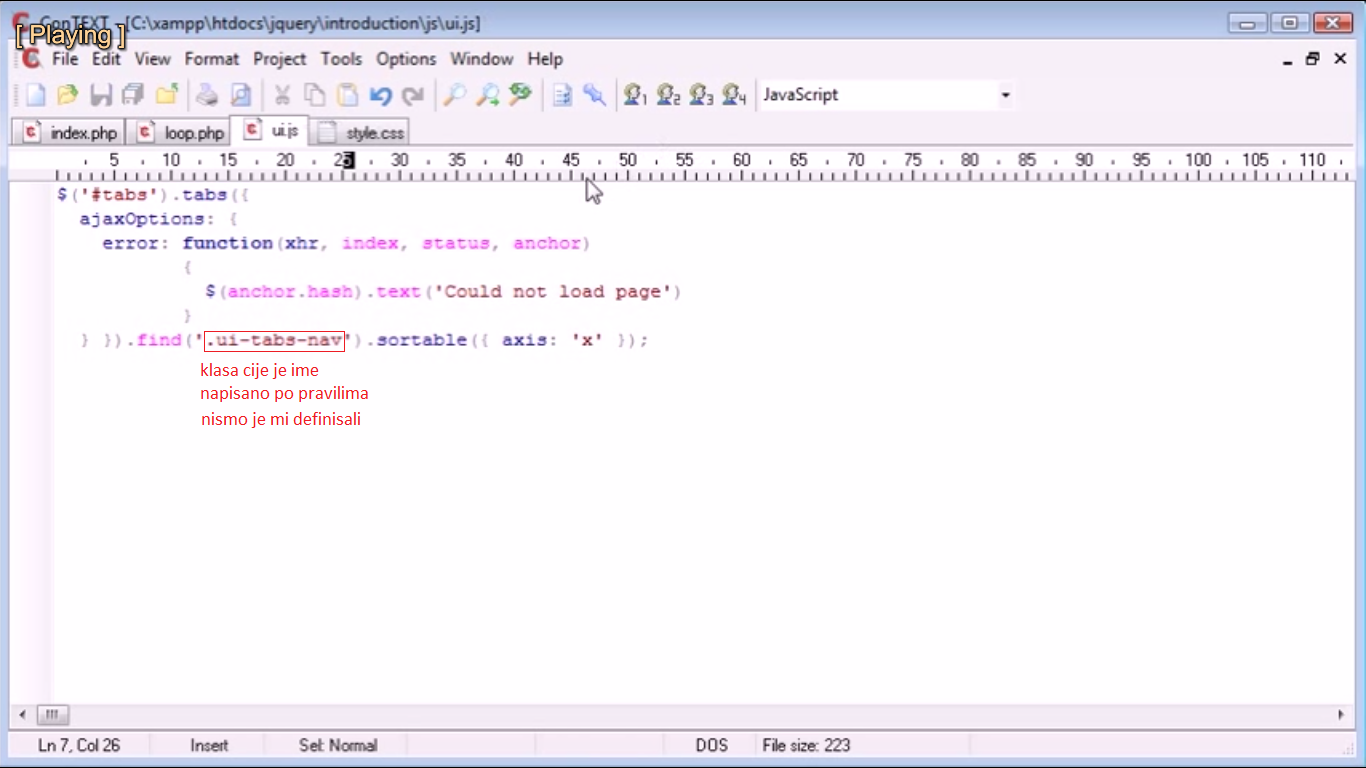 ConTEXT - [C:\xampp\htdocs\jquery\introduction\js\ui.js]
[ Playing ]
File Edit View Format Project Tools Options Window Help
1 2 3 4 JavaScript
index.php loop.php ui.js style.css
5 10 15 20 25 30 35 40 45 50 55 60 65 70 75 80 85 90 95 100 105 110
$('#tabs').tabs({
ajaxOptions: {
error: function(xhr, index, status, anchor)
{
$(anchor.hash).text('Could not load page')
}
} }).find('.ui-tabs-nav').sortable({ axis: 'x' });
klasa cije je ime
napisano po pravilima
nismo je mi definisali
Ln 7, Col 26 Insert Sel: Normal DOS File size: 223